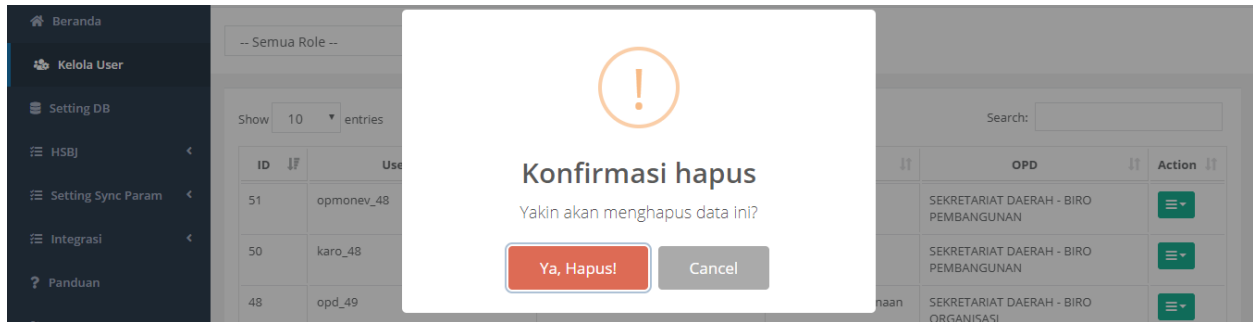 Beranda
Kelola User
Setting DB
HSBJ
Setting Sync Param
Integrasi
? Panduan
-- Semua Role --
Show 10 entries
Search:
ID Use OPD Action
51 opmonev_48 SEKRETARIAT DAERAH - BIRO
PEMBANGUNAN
50 karo_48 SEKRETARIAT DAERAH - BIRO
PEMBANGUNAN
48 opd_49 naan SEKRETARIAT DAERAH - BIRO
ORGANISASI
!
Konfirmasi hapus
Yakin akan menghapus data ini?
Ya, Hapus! Cancel